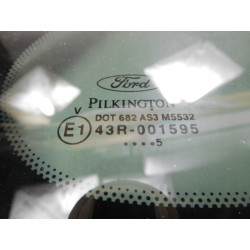 Ford
PILKINGTON
DOT 682 AS3 M5532
V
E1 43R-001595
••••5